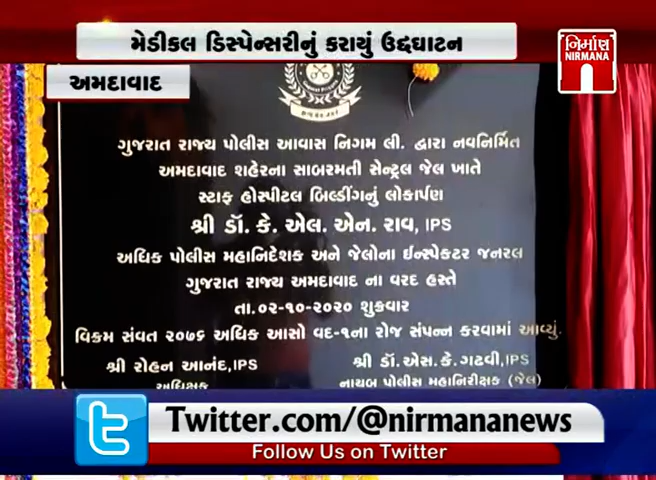 મેડીકલ ડિસ્પેન્સરીનું કરાયું ઉદ્દઘાટન
નિર્માણ
NIRMANA
અમદાવાદ
ગુજરાત રાજ્ય પોલીસ આવાસ નિગમ લી. દ્વારા નવનિર્મિત
અમદાવાદ શહેરના સાબરમતી સેન્ટ્રલ જેલ ખાતે
સ્ટાફ હોસ્પીટલ બિલ્ડીંગનું લોકાર્પણ
શ્રી ડૉ. કે. એલ. એન. રાવ, IPS
અધિક પોલીસ મહાનિદેશક અને જેલોના ઈન્સ્પેક્ટર જનરલ
ગુજરાત રાજ્ય અમદાવાદ ના વરદ હસ્તે
તા.૦૨-૧૦-૨૦૨૦ શુક્રવાર
વિક્રમ સંવત ૨૦૭૬ અધિક આસો વદ-૧ના રોજ સંપન્ન કરવામાં આવ્યું.
શ્રી રોહન આનંદ,IPS શ્રી ડૉ.એસ.કે.ગઢવી,IPS
અધિક્ષક નાયબ પોલીસ મહાનિરીક્ષક (જેલ)
Twitter.com/@nirmananews
Follow Us on Twitter